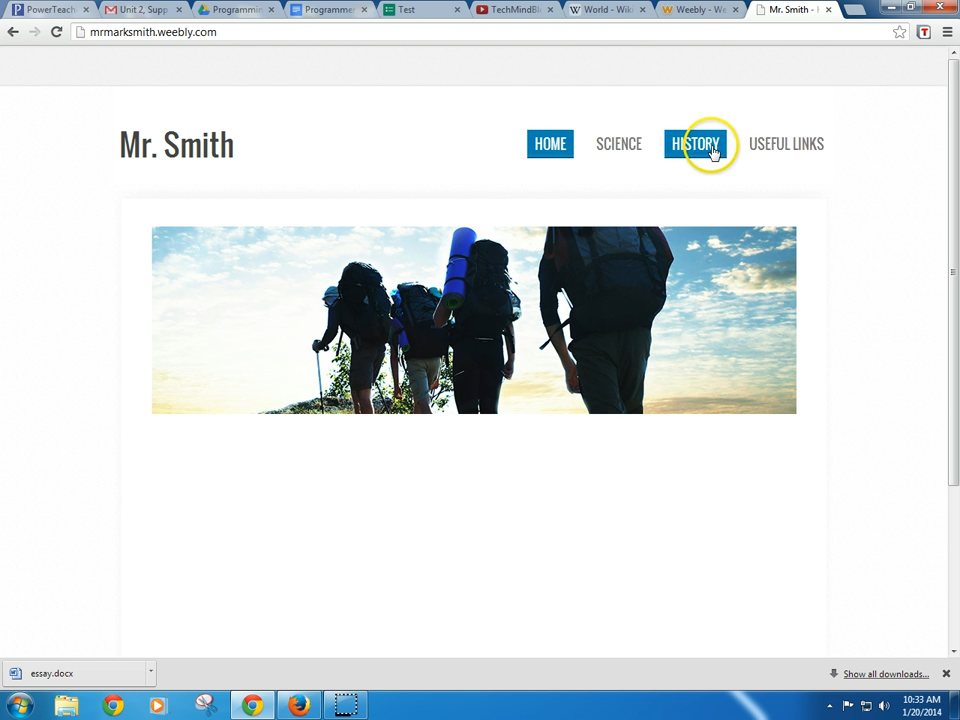 PowerTeach
Unit 2, Supp
Programmin
Programme
Test
TechMindBl
World - Wiki
Weebly - We
Mr. Smith - H
mrmarksmith.weebly.com
Mr. Smith
HOME
SCIENCE
HISTORY
USEFUL LINKS
essay.docx
Show all downloads...
10:33 AM
1/20/2014